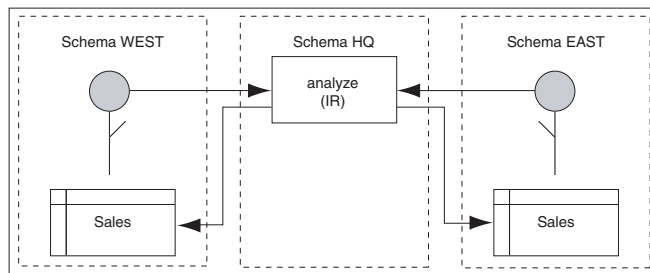 Schema WEST
Schema HQ
Schema EAST
analyze
(IR)
Sales
Sales